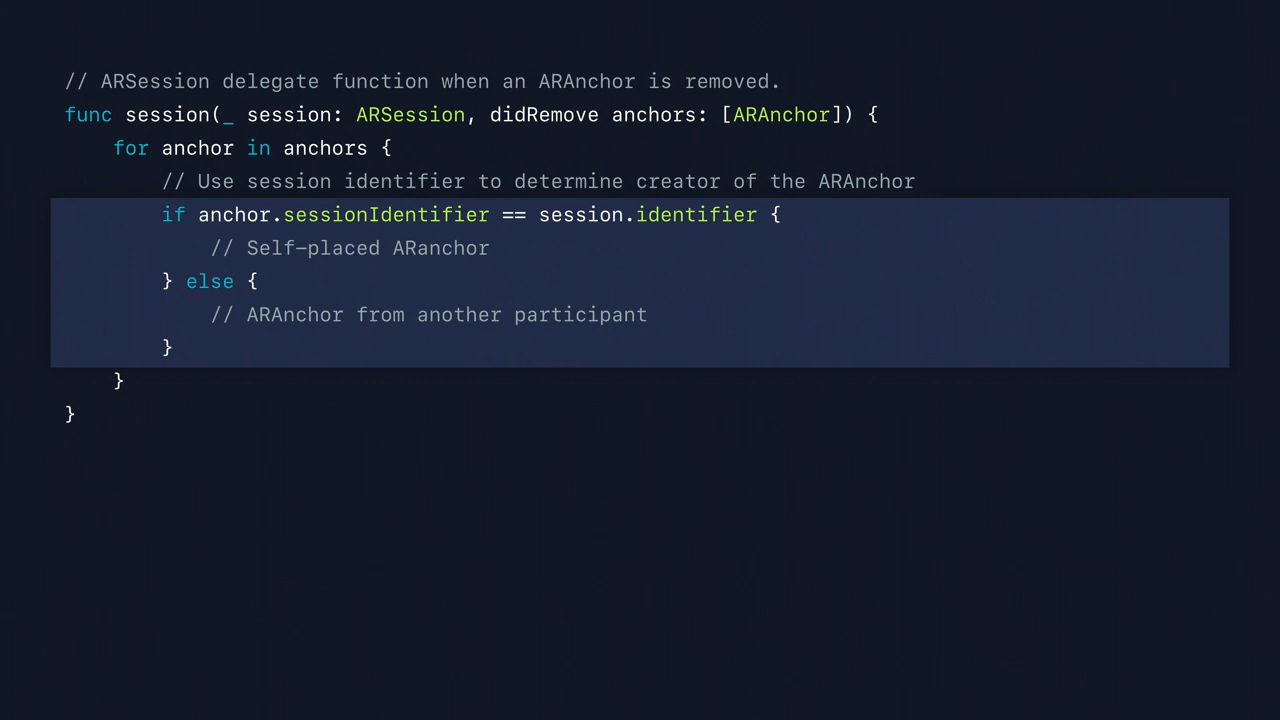 // ARSession delegate function when an ARAnchor is removed.
func session(_ session: ARSession, didRemove anchors: [ARAnchor]) {
    for anchor in anchors {
        // Use session identifier to determine creator of the ARAnchor
        if anchor.sessionIdentifier == session.identifier {
            // Self-placed ARanchor
        } else {
            // ARAnchor from another participant
        }
    }
}